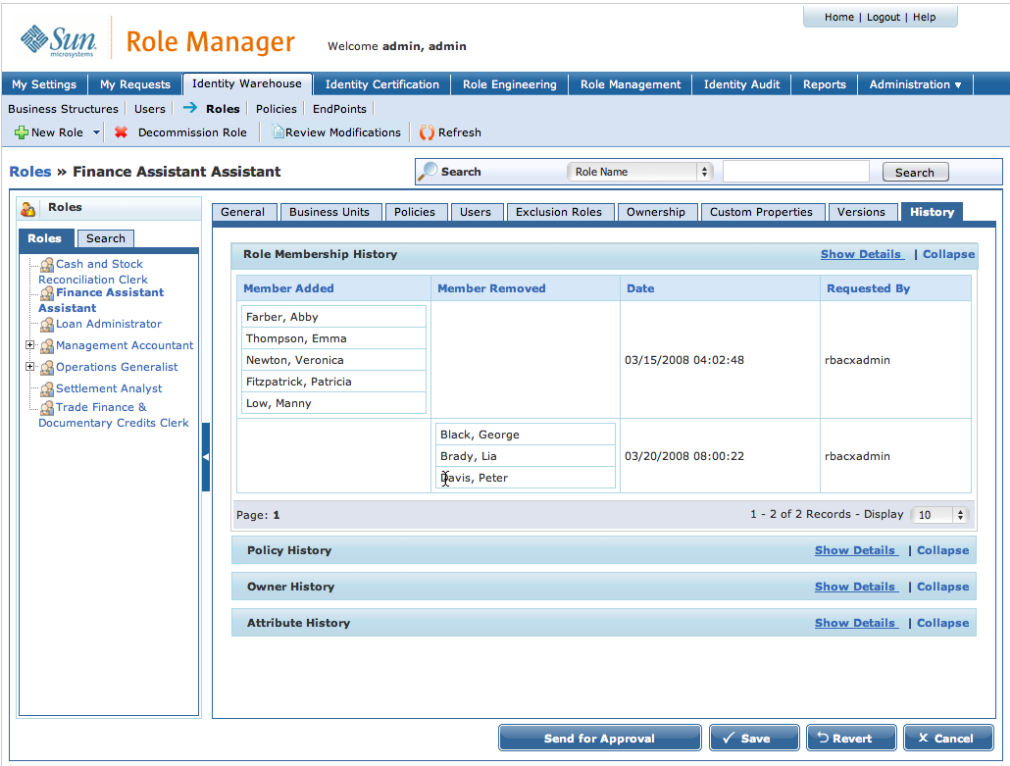 Home | Logout | Help
Sun
microsystems
Role Manager
Welcome admin, admin
My Settings My Requests Identity Warehouse Identity Certification Role Engineering Role Management Identity Audit Reports Administration ▼
Business Structures Users → Roles Policies EndPoints
New Role Decommission Role Review Modifications Refresh
Roles » Finance Assistant Assistant
Search Role Name Search
Roles
Roles Search
Cash and Stock
Reconciliation Clerk
Finance Assistant
Assistant
Loan Administrator
Management Accountant
Operations Generalist
Settlement Analyst
Trade Finance &
Documentary Credits Clerk
General Business Units Policies Users Exclusion Roles Ownership Custom Properties Versions History
Role Membership History Show Details | Collapse
Member Added Member Removed Date Requested By
Farber, Abby
Thompson, Emma
Newton, Veronica 03/15/2008 04:02:48 rbacxadmin
Fitzpatrick, Patricia
Low, Manny
Black, George
Brady, Lia 03/20/2008 08:00:22 rbacxadmin
Davis, Peter
Page: 1 1 - 2 of 2 Records - Display 10
Policy History Show Details | Collapse
Owner History Show Details | Collapse
Attribute History Show Details | Collapse
Send for Approval Save Revert X Cancel